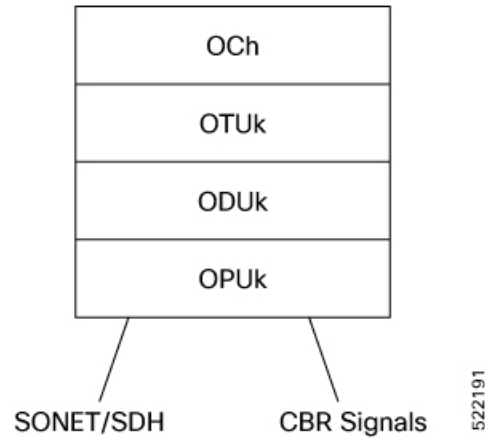 OCh
OTUk
ODUk
OPUk
SONET/SDH
CBR Signals
522191